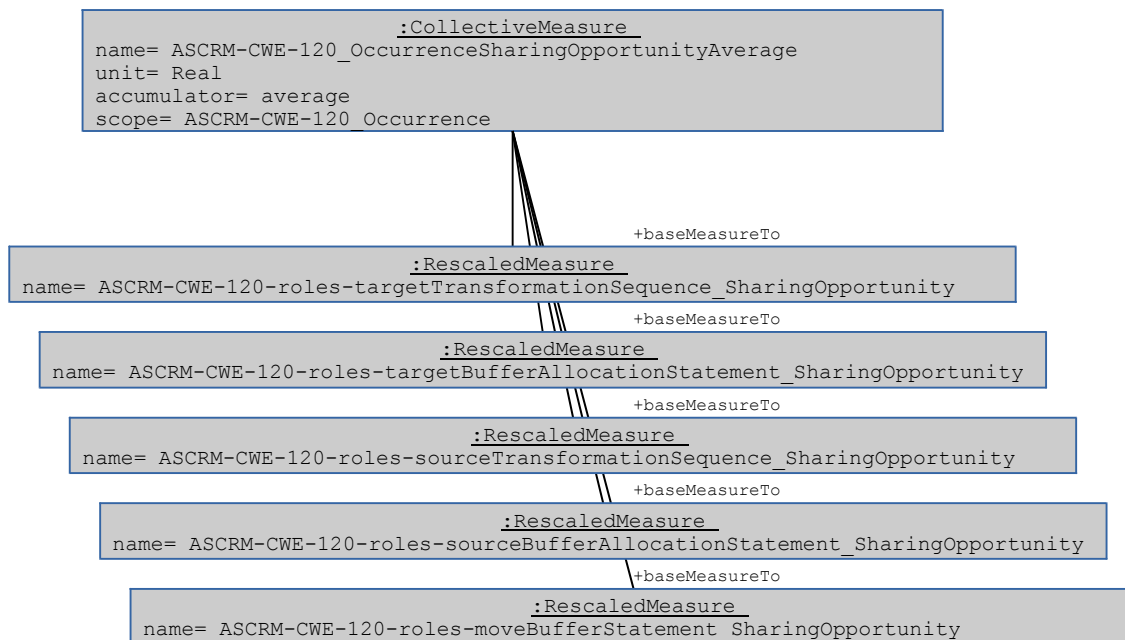 :CollectiveMeasure
name= ASCRM-CWE-120_OccurrenceSharingOpportunityAverage
unit= Real
accumulator= average
scope= ASCRM-CWE-120_Occurrence
+baseMeasureTo
:RescaledMeasure
name= ASCRM-CWE-120-roles-targetTransformationSequence_SharingOpportunity
+baseMeasureTo
:RescaledMeasure
name= ASCRM-CWE-120-roles-targetBufferAllocationStatement_SharingOpportunity
+baseMeasureTo
:RescaledMeasure
name= ASCRM-CWE-120-roles-sourceTransformationSequence_SharingOpportunity
+baseMeasureTo
:RescaledMeasure
name= ASCRM-CWE-120-roles-sourceBufferAllocationStatement_SharingOpportunity
+baseMeasureTo
:RescaledMeasure
name= ASCRM-CWE-120-roles-moveBufferStatement_SharingOpportunity